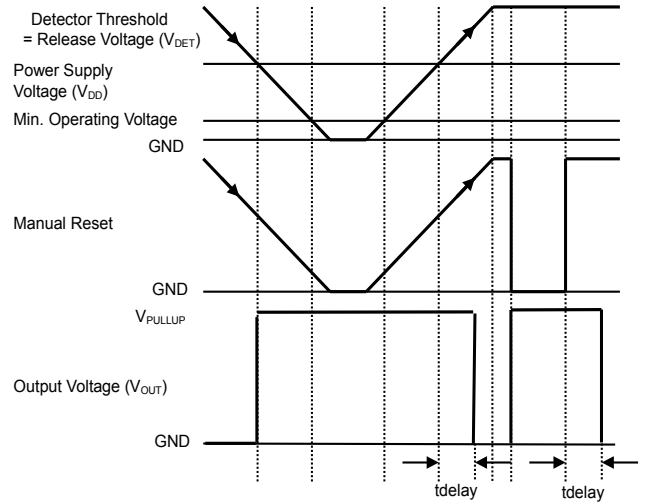 Detector Threshold
= Release Voltage (VDET)
Power Supply
Voltage (VDD)
Min. Operating Voltage
GND
Manual Reset
GND
VPULLUP
Output Voltage (VOUT)
GND
tdelay
tdelay